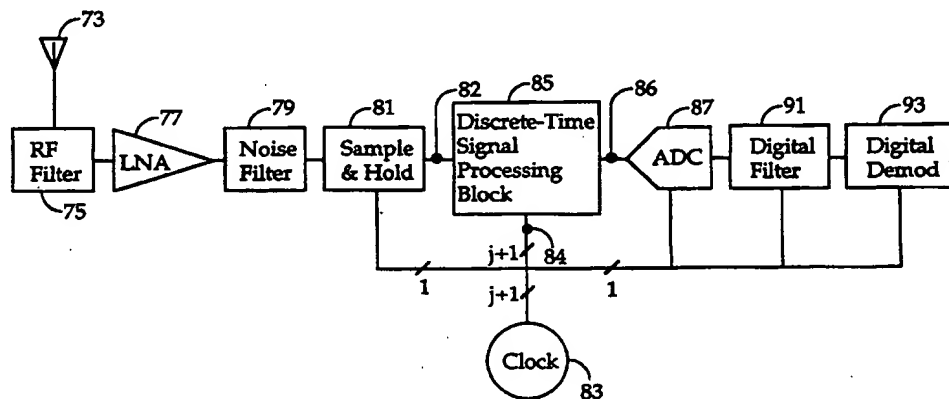 73
77
79
81
82
85
86
87
91
93
RF
Filter
LNA
Noise
Filter
Sample
& Hold
Discrete-Time
Signal
Processing
Block
ADC
Digital
Filter
Digital
Demod
75
j+1
84
1
j+1
1
Clock
83